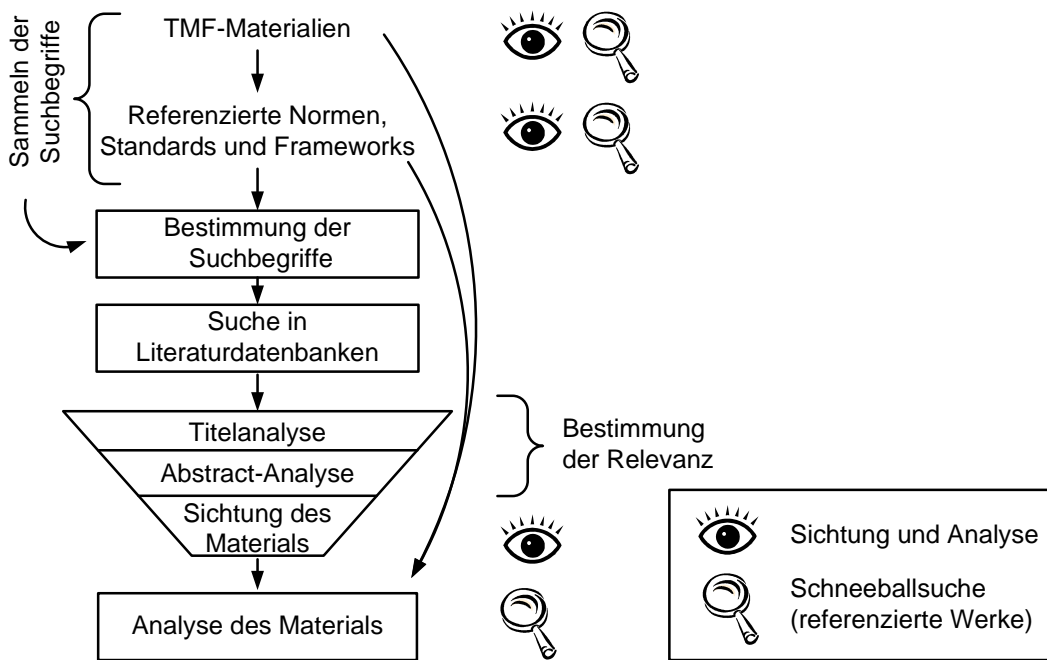 Sammeln der
Suchbegriffe
TMF-Materialien
Referenzierte Normen,
Standards und Frameworks
Bestimmung der
Suchbegriffe
Suche in
Literaturdatenbanken
Titelanalyse
Abstract-Analyse
Sichtung des
Materials
Analyse des Materials
Bestimmung
der Relevanz
Sichtung und Analyse
Schneeballsuche
(referenzierte Werke)